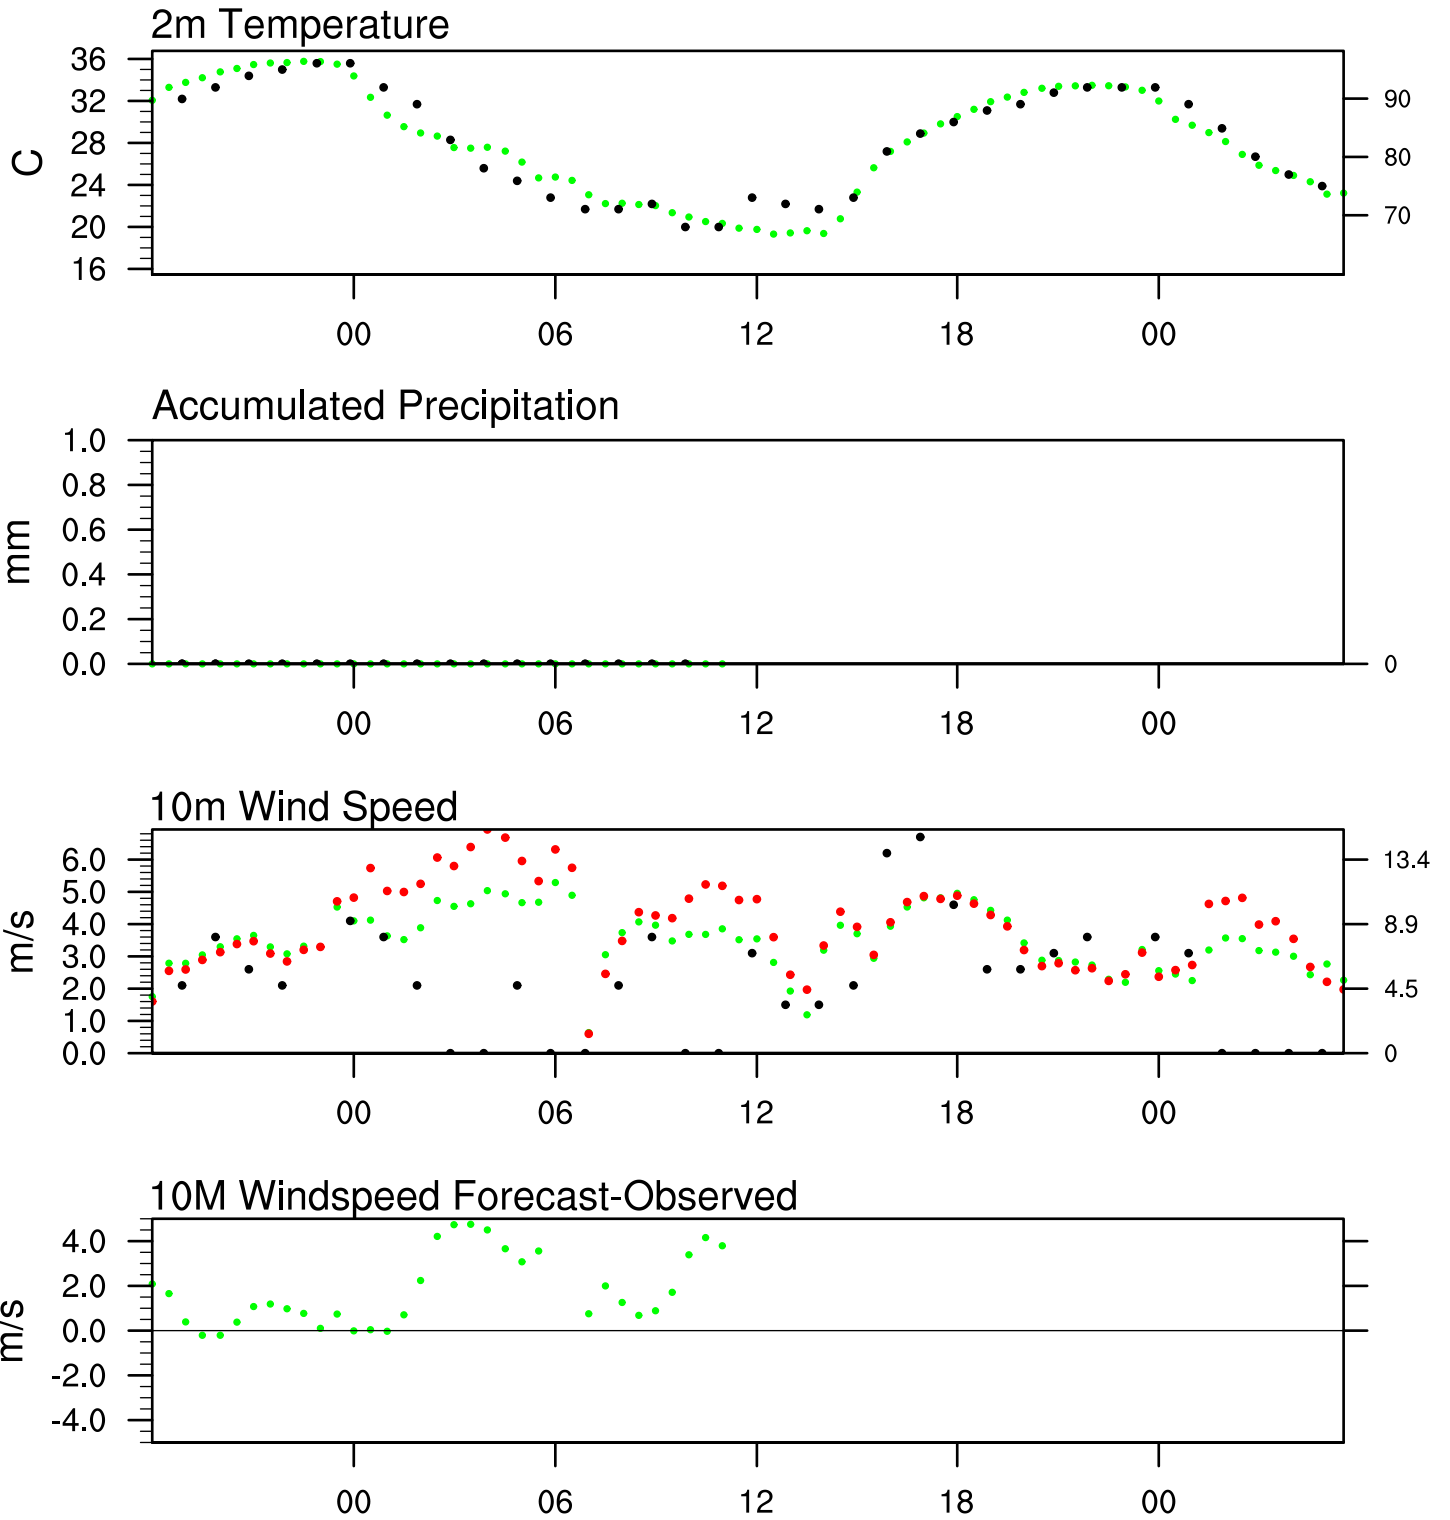 2m Temperature
36
32
28
24
20
16
C
90
80
70
00 06 12 18 00
Accumulated Precipitation
1.0
0.8
0.6
0.4
0.2
0.0
mm
0
00 06 12 18 00
10m Wind Speed
6.0
5.0
4.0
3.0
2.0
1.0
0.0
m/s
13.4
8.9
4.5
0
00 06 12 18 00
10M Windspeed Forecast-Observed
4.0
2.0
0.0
-2.0
-4.0
m/s
00 06 12 18 00